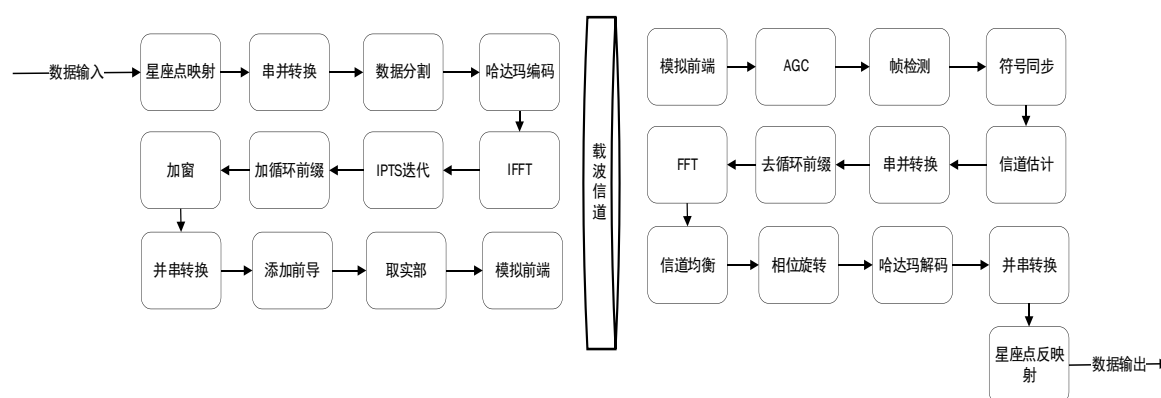 数据输入
星座点映射
串并转换
数据分割
哈达玛编码
加窗
加循环前缀
IPTS迭代
IFFT
并串转换
添加前导
取实部
模拟前端
载
波
信
道
模拟前端
AGC
帧检测
符号同步
FFT
去循环前缀
串并转换
信道估计
信道均衡
相位旋转
哈达玛解码
并串转换
星座点反映
射
数据输出